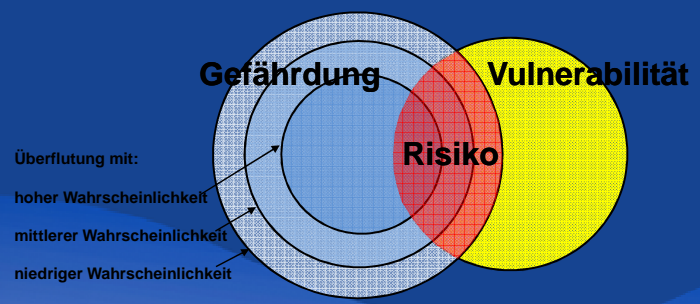 Gefährdung
Vulnerabilität
Risiko
Überflutung mit:
hoher Wahrscheinlichkeit
mittlerer Wahrscheinlichkeit
niedriger Wahrscheinlichkeit